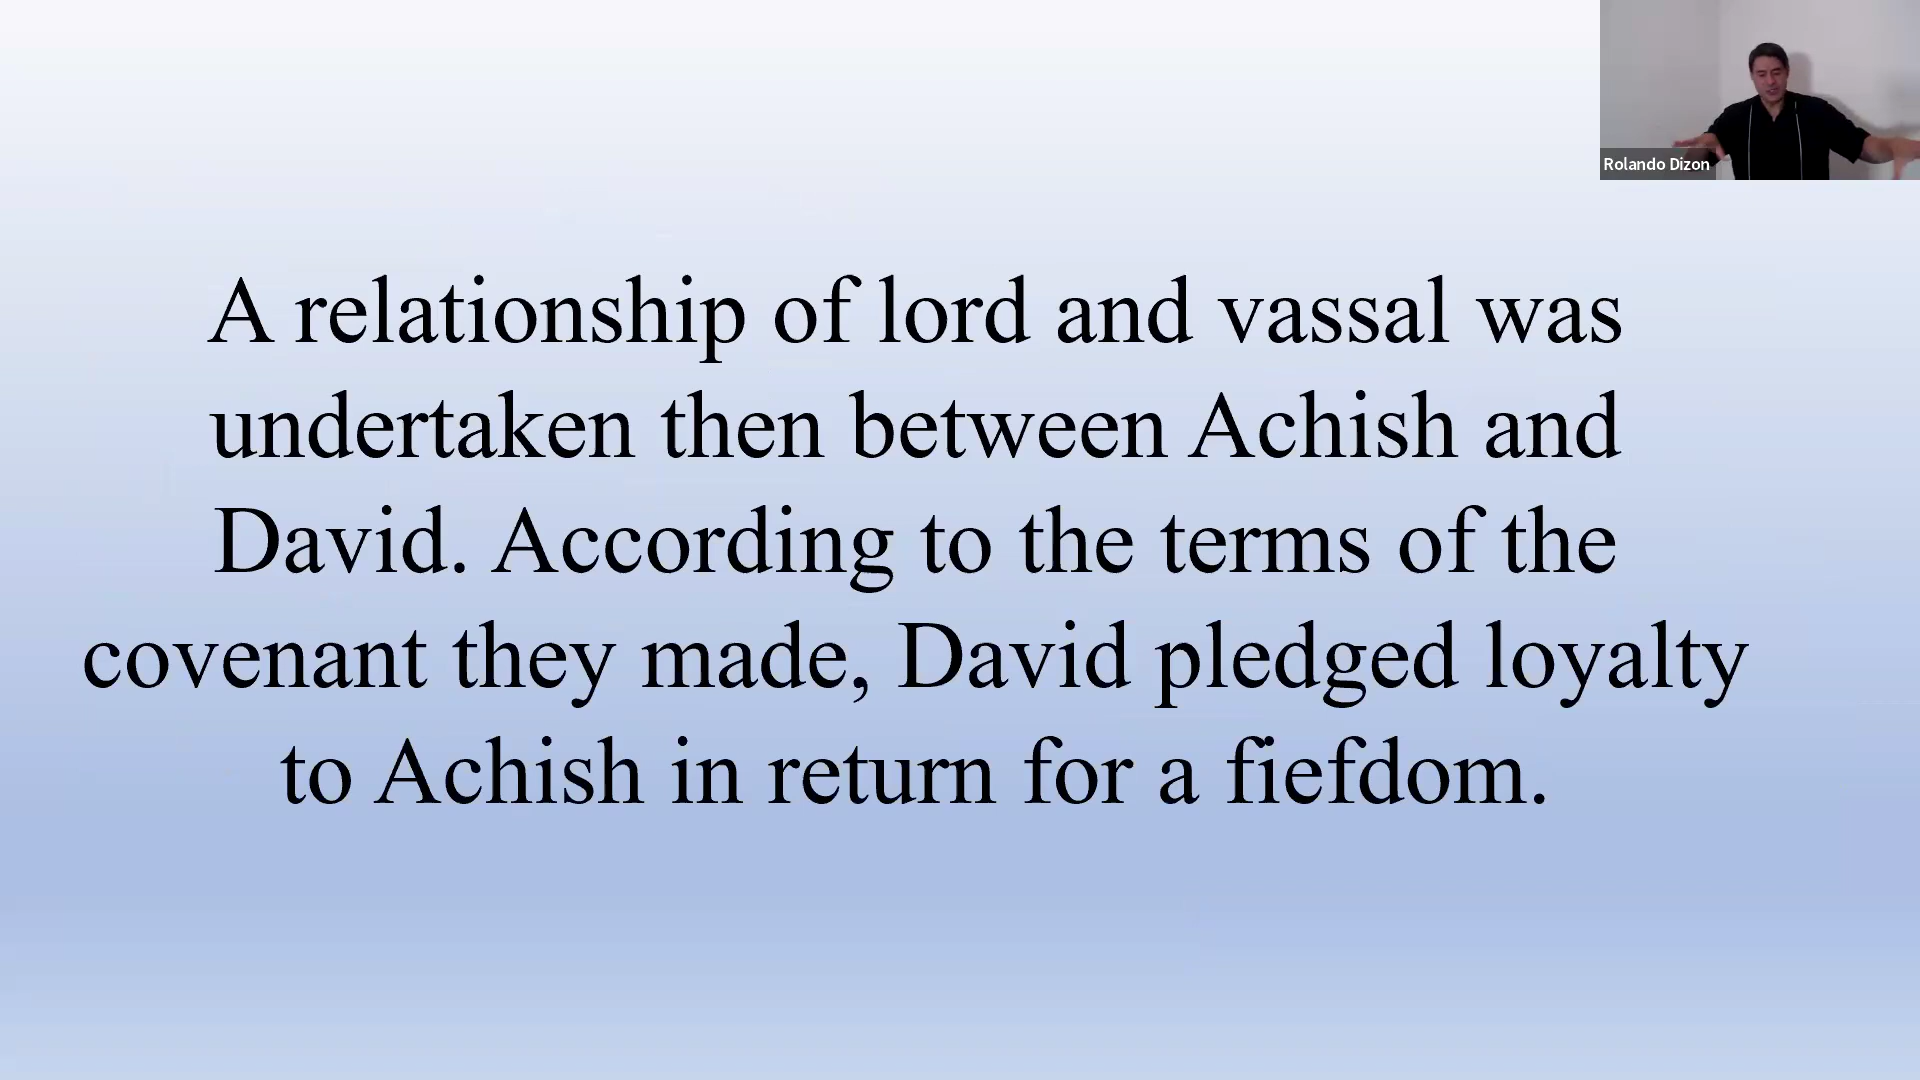 Rolando Dizon
A relationship of lord and vassal was
undertaken then between Achish and
David. According to the terms of the
covenant they made, David pledged loyalty
to Achish in return for a fiefdom.